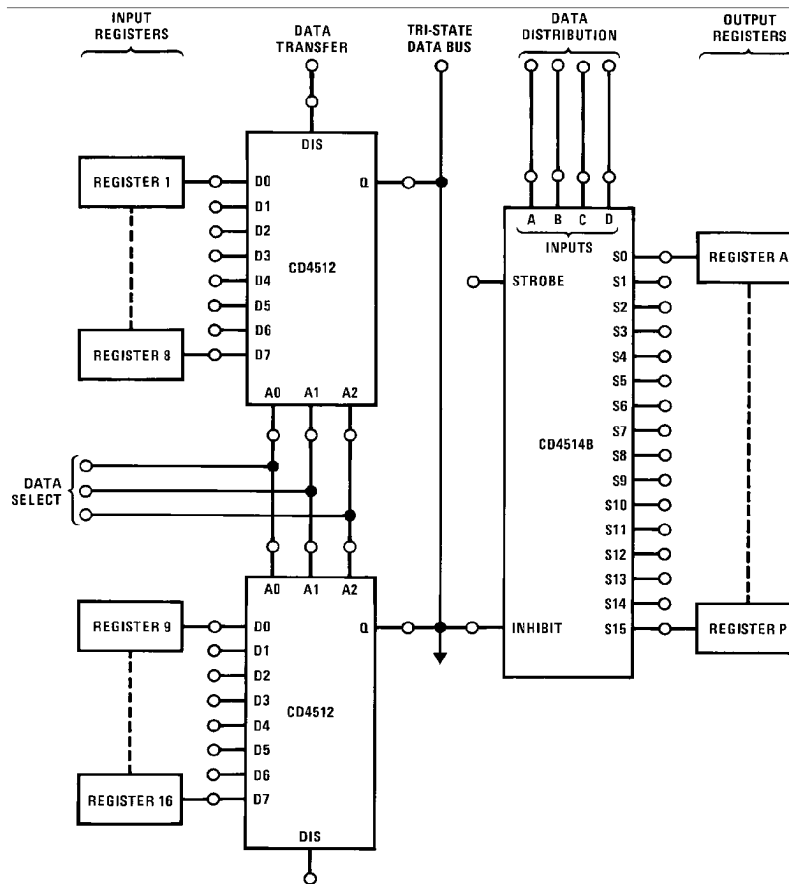 INPUT REGISTERS
DATA TRANSFER
TRI-STATE DATA BUS
DATA DISTRIBUTION
OUTPUT REGISTERS
DIS
REGISTER 1
D0
Q
D1
D2
D3
CD4512
D4
D5
D6
REGISTER 8
D7
A0 A1 A2
A B C D
INPUTS
STROBE
S0
REGISTER A
S1
S2
S3
S4
S5
S6
S7
CD4514B
S8
S9
S10
S11
S12
S13
S14
INHIBIT
S15
REGISTER P
DATA SELECT
A0 A1 A2
REGISTER 9
D0
Q
D1
D2
D3
CD4512
D4
D5
D6
REGISTER 16
D7
DIS